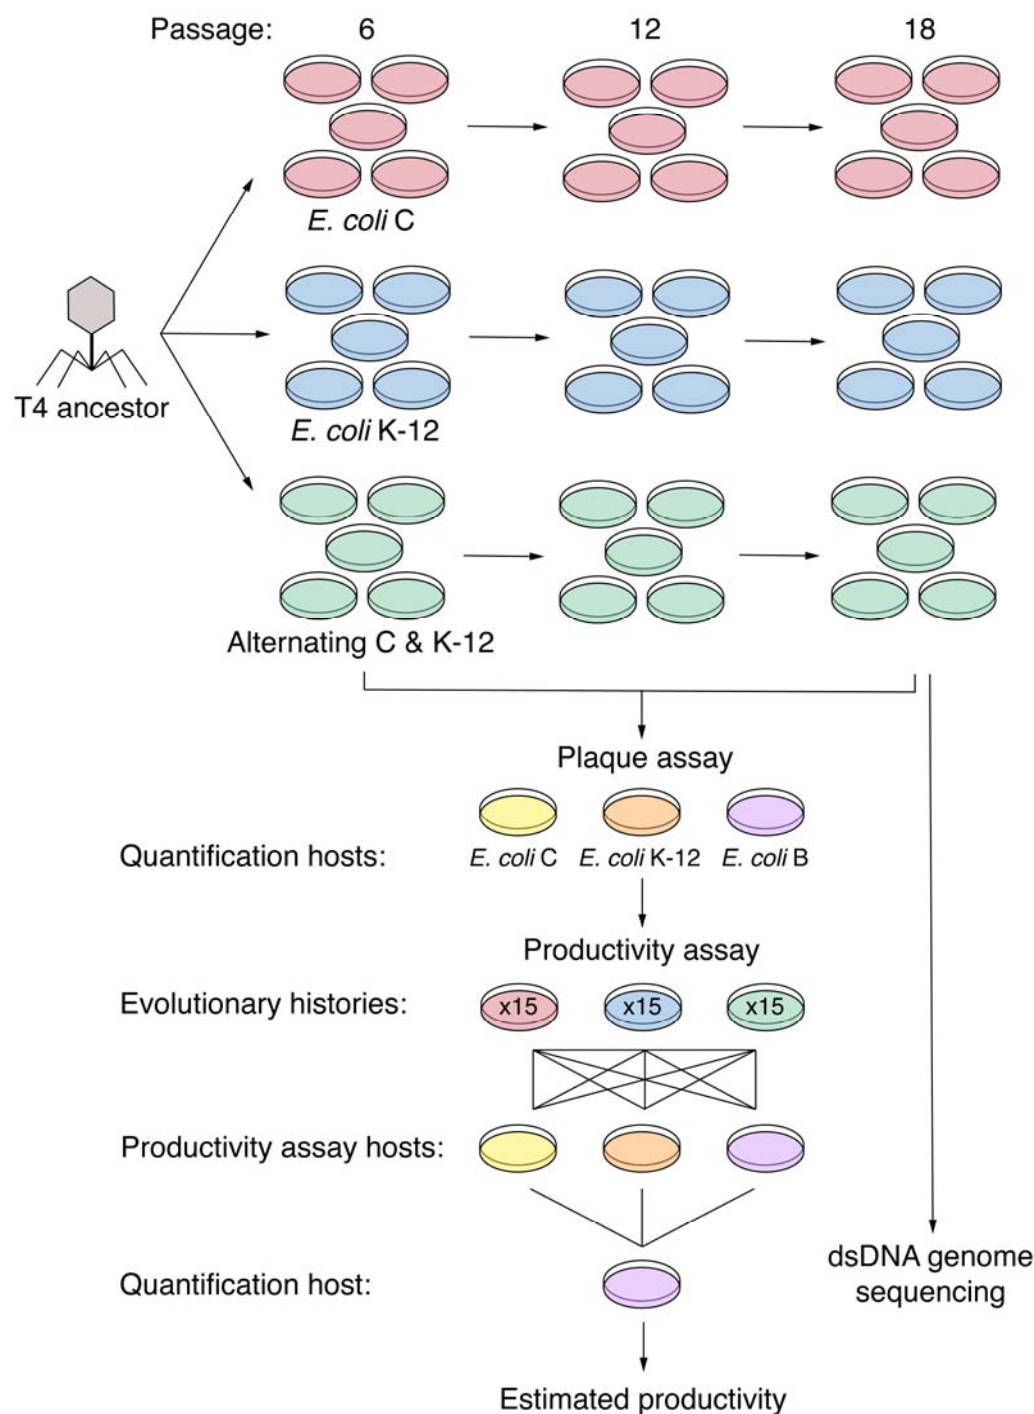 Passage: 6 12 18
E. coli C
T4 ancestor
E. coli K-12
Alternating C & K-12
Plaque assay
Quantification hosts: E. coli C E. coli K-12 E. coli B
Productivity assay
Evolutionary histories: x15 x15 x15
Productivity assay hosts:
Quantification host:
dsDNA genome
sequencing
Estimated productivity